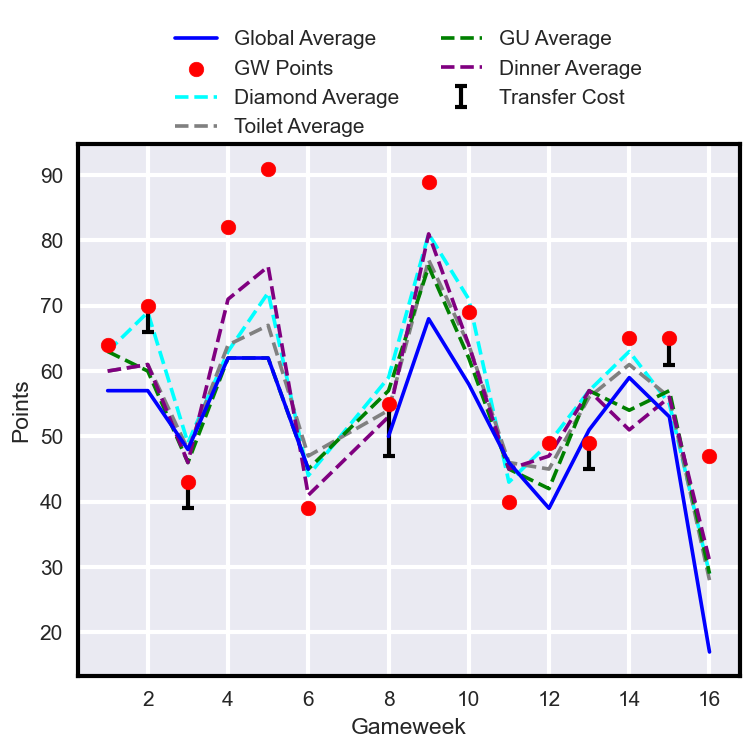 Global Average
GW Points
Diamond Average
Toilet Average
GU Average
Dinner Average
Transfer Cost
90
80
70
60
50
40
30
20
Points
2 4 6 8 10 12 14 16
Gameweek